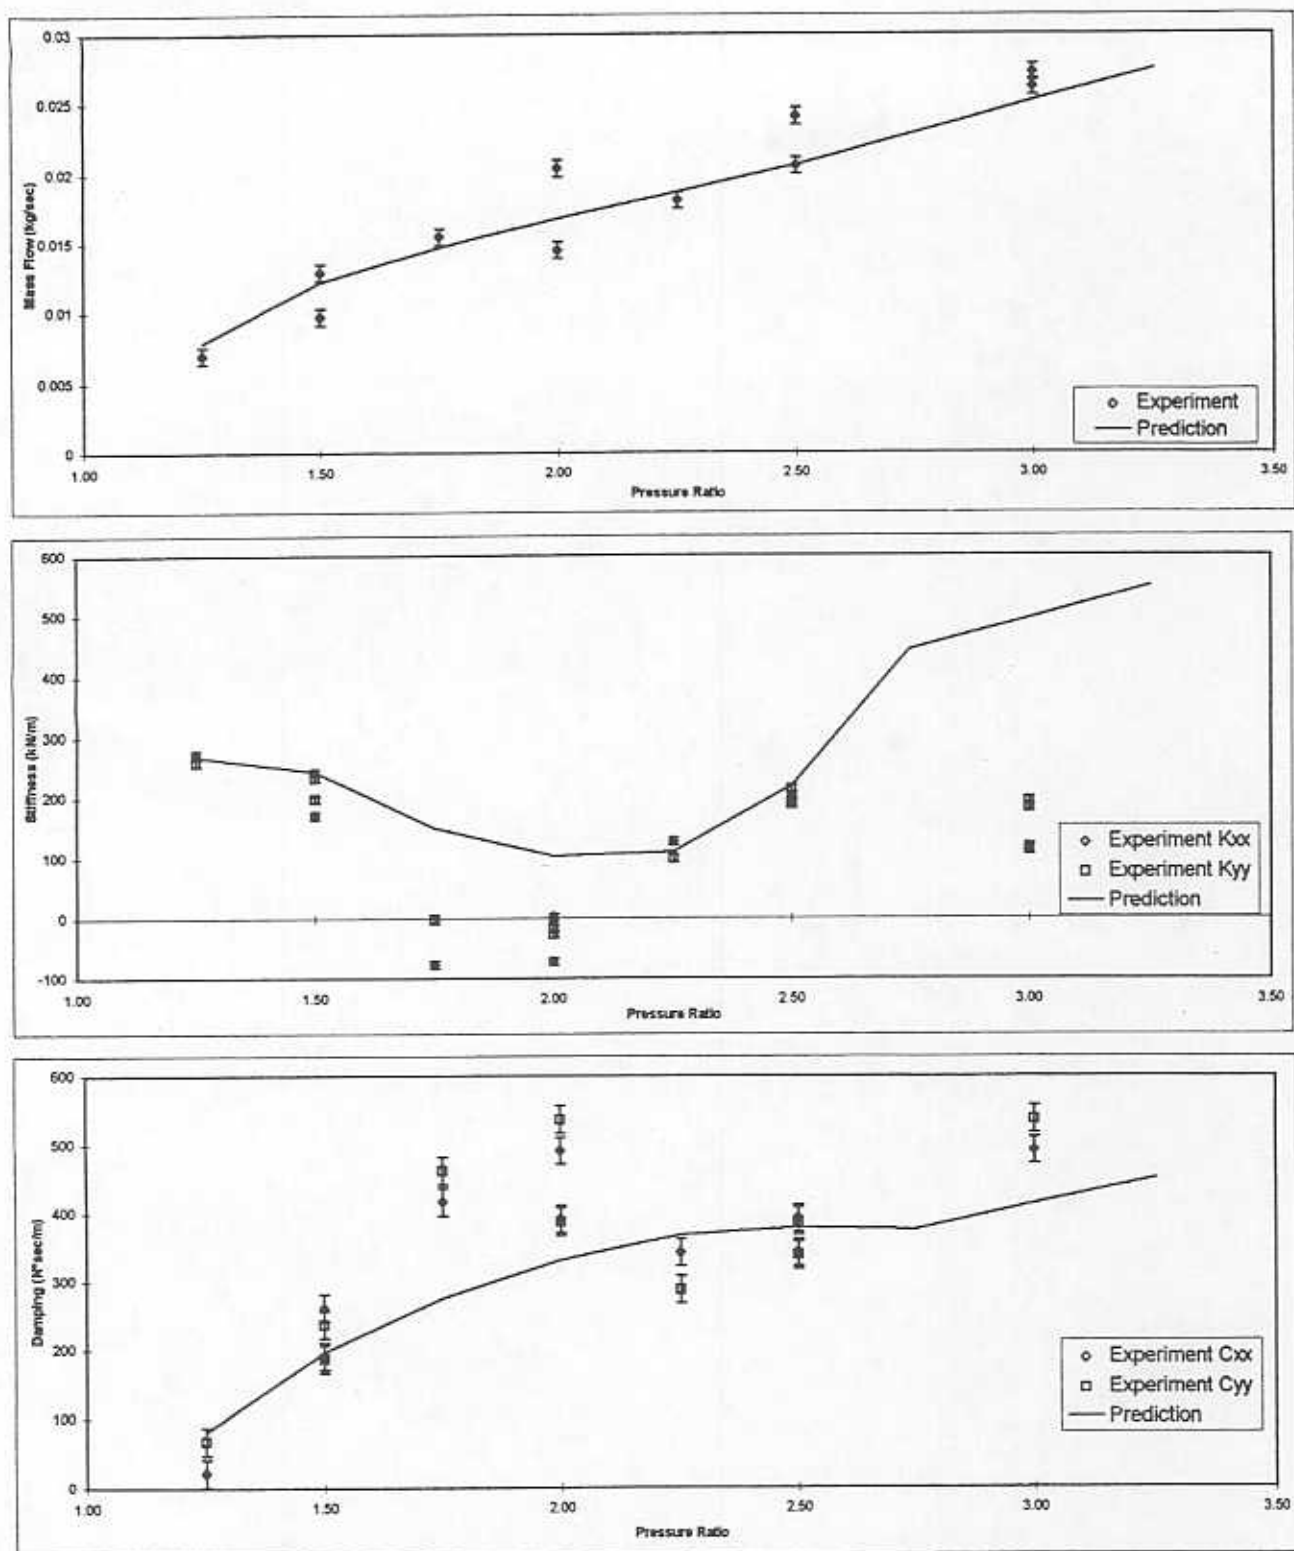 0.03
0.025
0.02
0.015
0.01
0.005
0
Mass Flow (kg/sec)
Experiment
Prediction
1.00 1.50 2.00 2.50 3.00 3.50
Pressure Ratio
600
500
400
300
200
100
0
-100
Stiffness (kN/m)
Experiment Kxx
Experiment Kyy
Prediction
1.00 1.50 2.00 2.50 3.00 3.50
Pressure Ratio
600
500
400
300
200
100
0
Damping (N*sec/m)
Experiment Cxx
Experiment Cyy
Prediction
1.00 1.50 2.00 2.50 3.00 3.50
Pressure Ratio